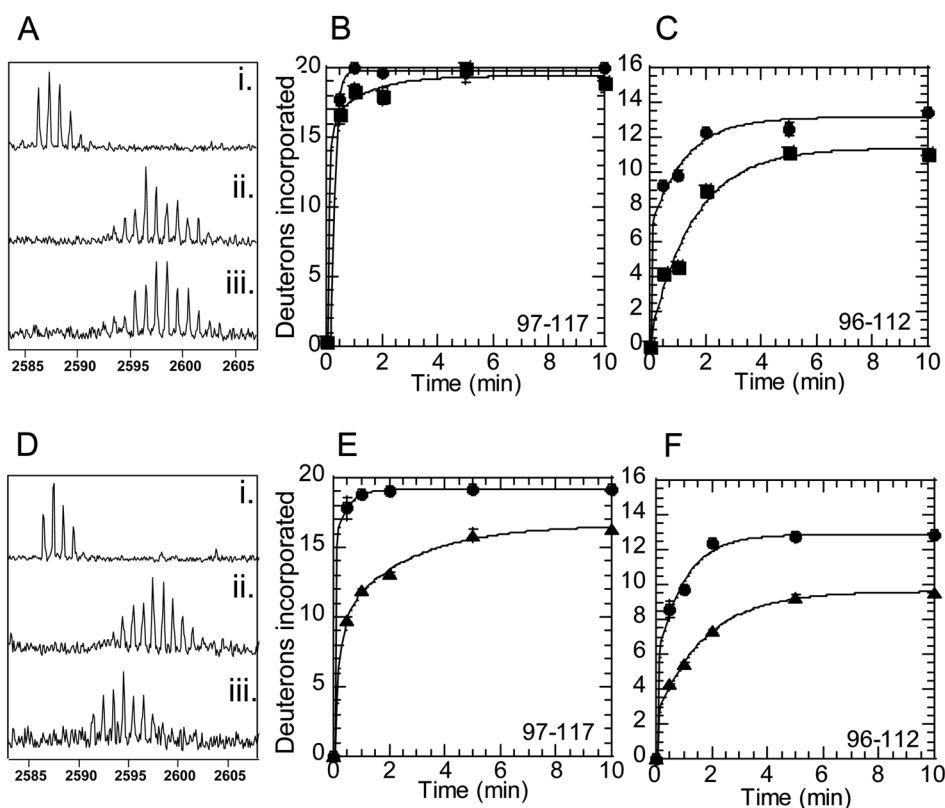 A
i.
ii.
iii.
2585 2590 2595 2600 2605
B
Deuterons incorporated
20
15
10
5
0
97-117
0 2 4 6 8 10
Time (min)
C
16
14
12
10
8
6
4
2
0
96-112
0 2 4 6 8 10
Time (min)
D
i.
ii.
iii.
2585 2590 2595 2600 2605
E
Deuterons incorporated
20
15
10
5
0
97-117
0 2 4 6 8 10
Time (min)
F
16
14
12
10
8
6
4
2
0
96-112
0 2 4 6 8 10
Time (min)